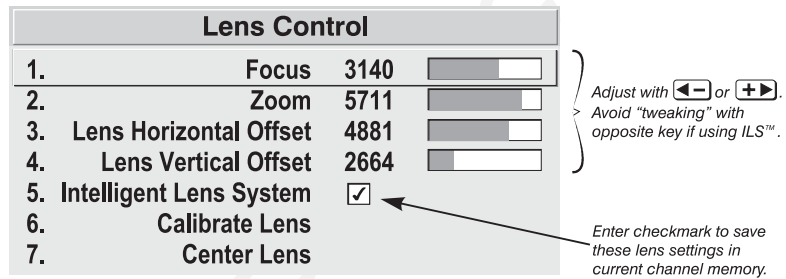 Lens Control
1. Focus 3140
2. Zoom 5711
3. Lens Horizontal Offset 4881
4. Lens Vertical Offset 2664
5. Intelligent Lens System ✓
6. Calibrate Lens
7. Center Lens
Adjust with ◀− or +▶.
Avoid “tweaking” with
opposite key if using ILS™.
Enter checkmark to save
these lens settings in
current channel memory.